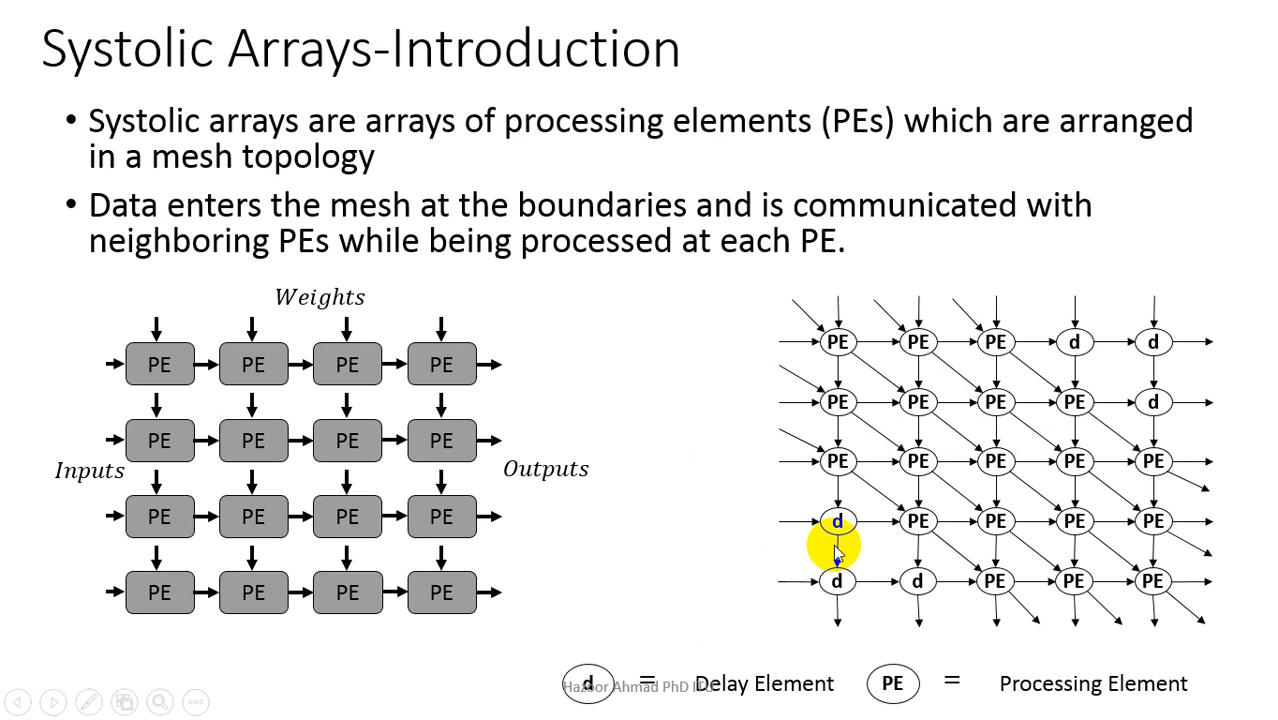 Systolic Arrays-Introduction
• Systolic arrays are arrays of processing elements (PEs) which are arranged
in a mesh topology
• Data enters the mesh at the boundaries and is communicated with
neighboring PEs while being processed at each PE.
Weights
PE PE PE PE
PE PE PE PE
Inputs
Outputs
PE PE PE PE
PE PE PE PE
PE PE PE d d
PE PE PE PE d
PE PE PE PE PE
d PE PE PE PE
d d PE PE PE
d = Delay Element PE = Processing Element
Hazoor Ahmad PhD ITU